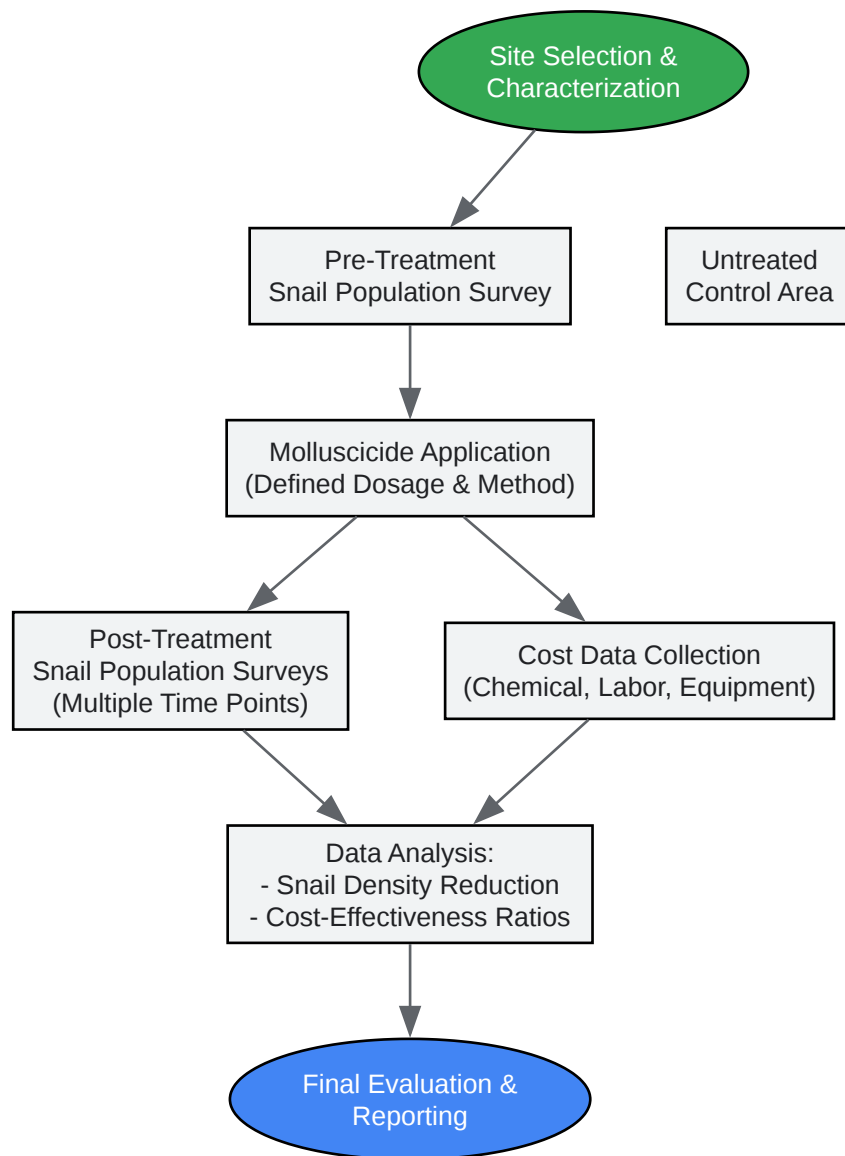 Site Selection &
Characterization
Pre-Treatment
Snail Population Survey
Untreated
Control Area
Molluscicide Application
(Defined Dosage & Method)
Post-Treatment
Snail Population Surveys
(Multiple Time Points)
Cost Data Collection
(Chemical, Labor, Equipment)
Data Analysis:
- Snail Density Reduction
- Cost-Effectiveness Ratios
Final Evaluation &
Reporting